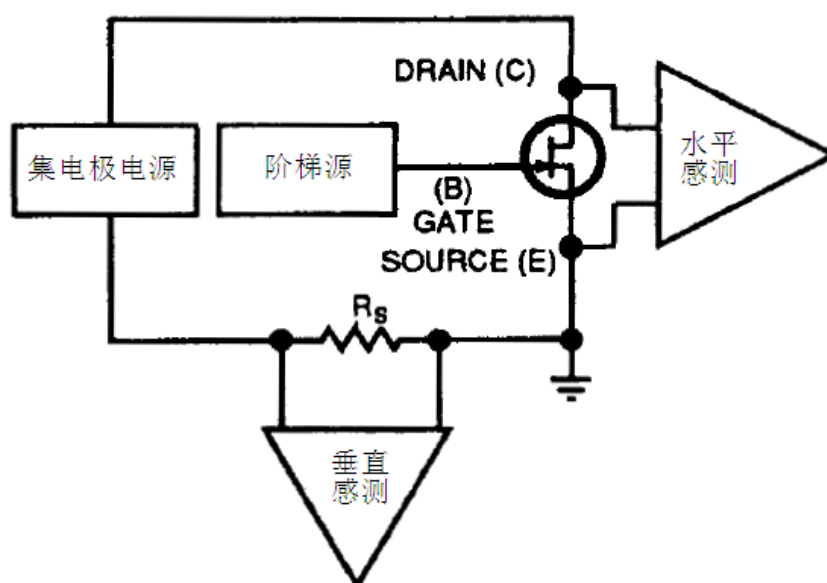 DRAIN (C)
集电极电源
阶梯源
水平
感测
(B)
GATE
SOURCE (E)
RS
垂直
感测